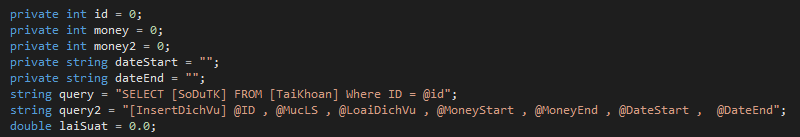 private int id = 0;
private int money = 0;
private int money2 = 0;
private string dateStart = "";
private string dateEnd = "";
string query = "SELECT [SoDuTK] FROM [TaiKhoan] Where ID = @id";
string query2 = "[InsertDichVu] @ID , @MucLS , @LoaiDichVu , @MoneyStart , @MoneyEnd , @DateStart ,  @DateEnd";
double laiSuat = 0.0;